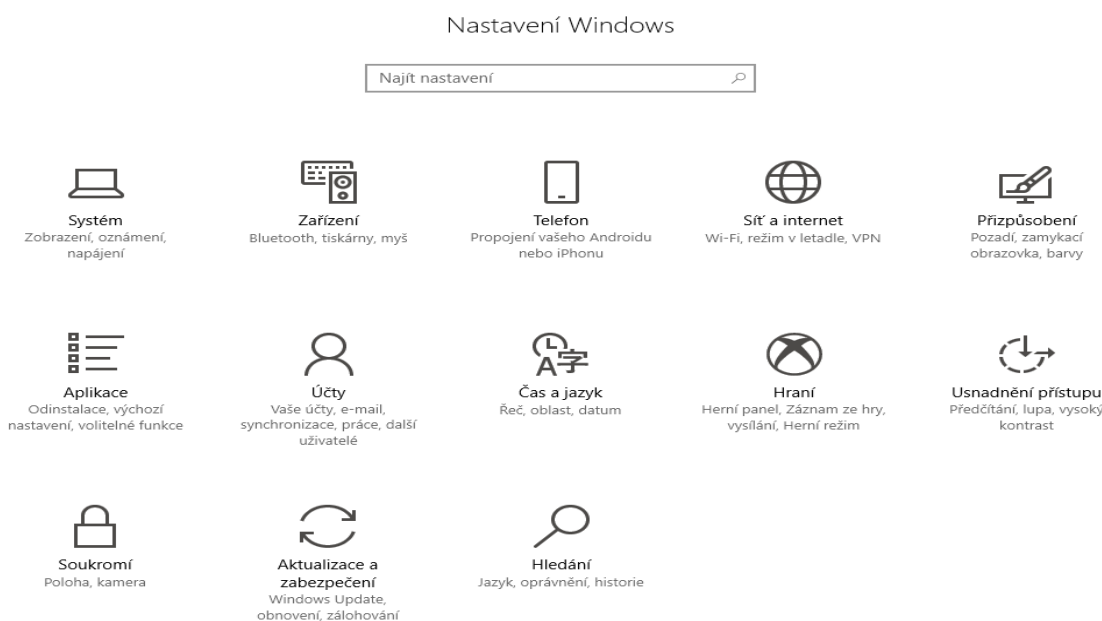 Nastavení Windows
Najít nastavení
Systém
Zobrazení, oznámení,
napájení
Zařízení
Bluetooth, tiskárny, myš
Telefon
Propojení vašeho Androidu
nebo iPhonu
Síť a internet
Wi-Fi, režim v letadle, VPN
Přizpůsobení
Pozadí, zamykací
obrazovka, barvy
Aplikace
Odinstalace, výchozí
nastavení, volitelné funkce
Účty
Vaše účty, e-mail,
synchronizace, práce, další
uživatelé
Čas a jazyk
Řeč, oblast, datum
Hraní
Herní panel, Záznam ze hry,
vysílání, Herní režim
Usnadnění přístupu
Předčítání, lupa, vysoký
kontrast
Soukromí
Poloha, kamera
Aktualizace a
zabezpečení
Windows Update,
obnovení, zálohování
Hledání
Jazyk, oprávnění, historie